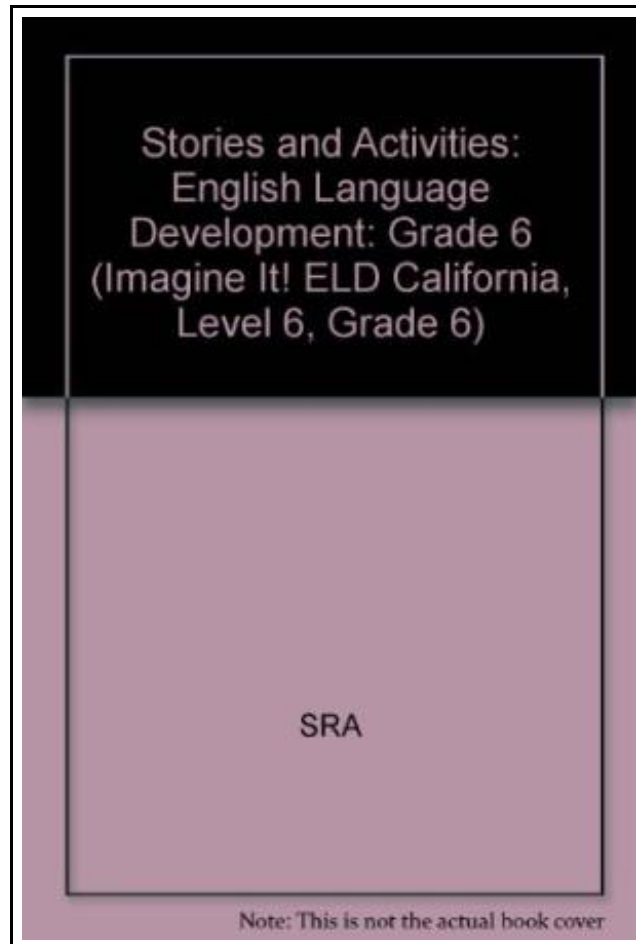 Stories and Activities:
English Language
Development: Grade 6
(Imagine It! ELD California,
Level 6, Grade 6)
SRA
Note: This is not the actual book cover